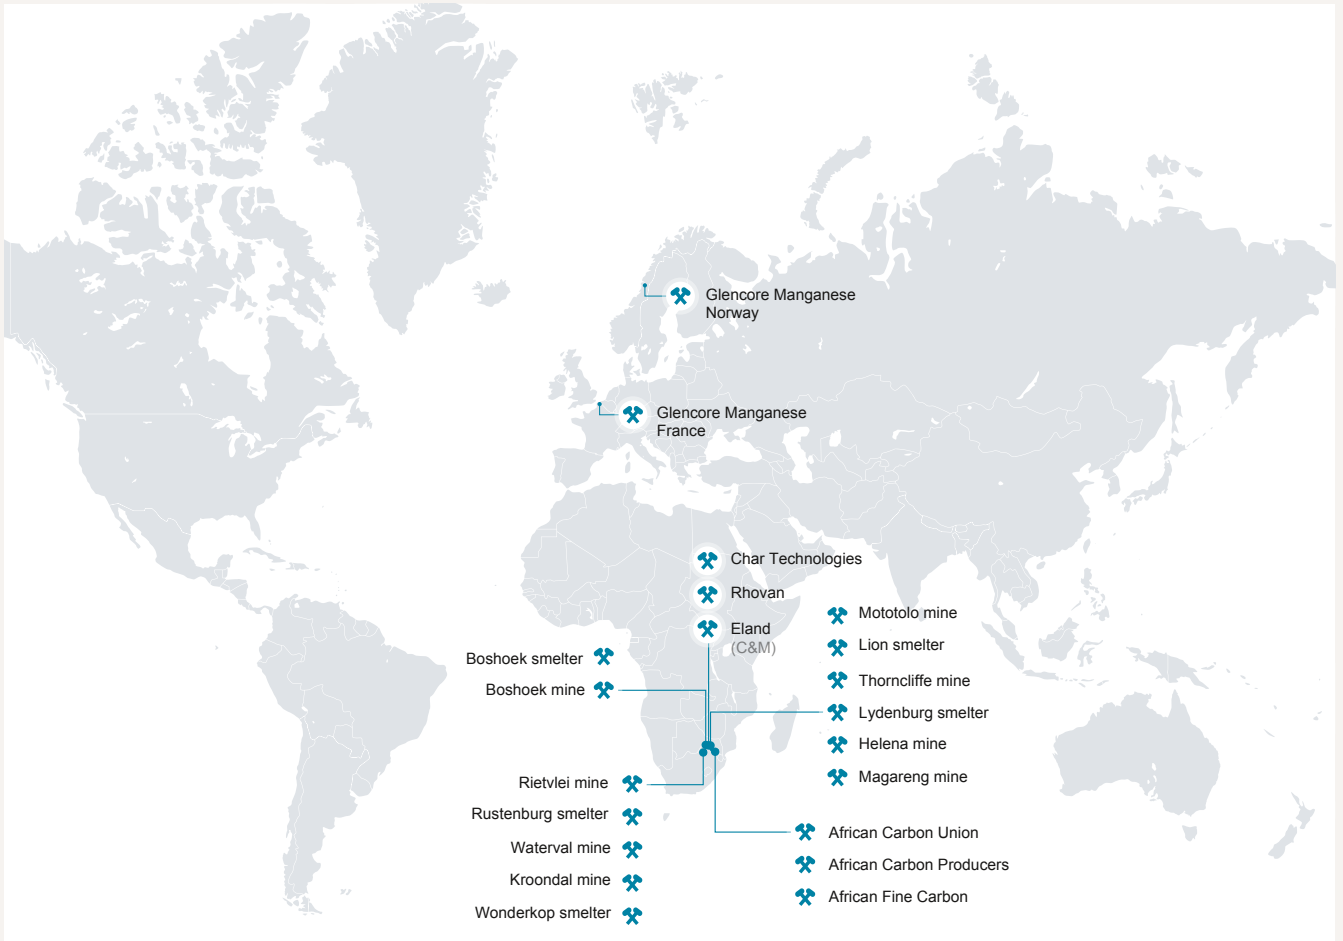 Glencore Manganese
Norway
Glencore Manganese
France
Char Technologies
Rhovan
Eland
(C&M)
Boshoek smelter
Boshoek mine
Mototolo mine
Lion smelter
Thorncliffe mine
Lydenburg smelter
Helena mine
Magareng mine
Rietvlei mine
Rustenburg smelter
Waterval mine
Kroondal mine
Wonderkop smelter
African Carbon Union
African Carbon Producers
African Fine Carbon